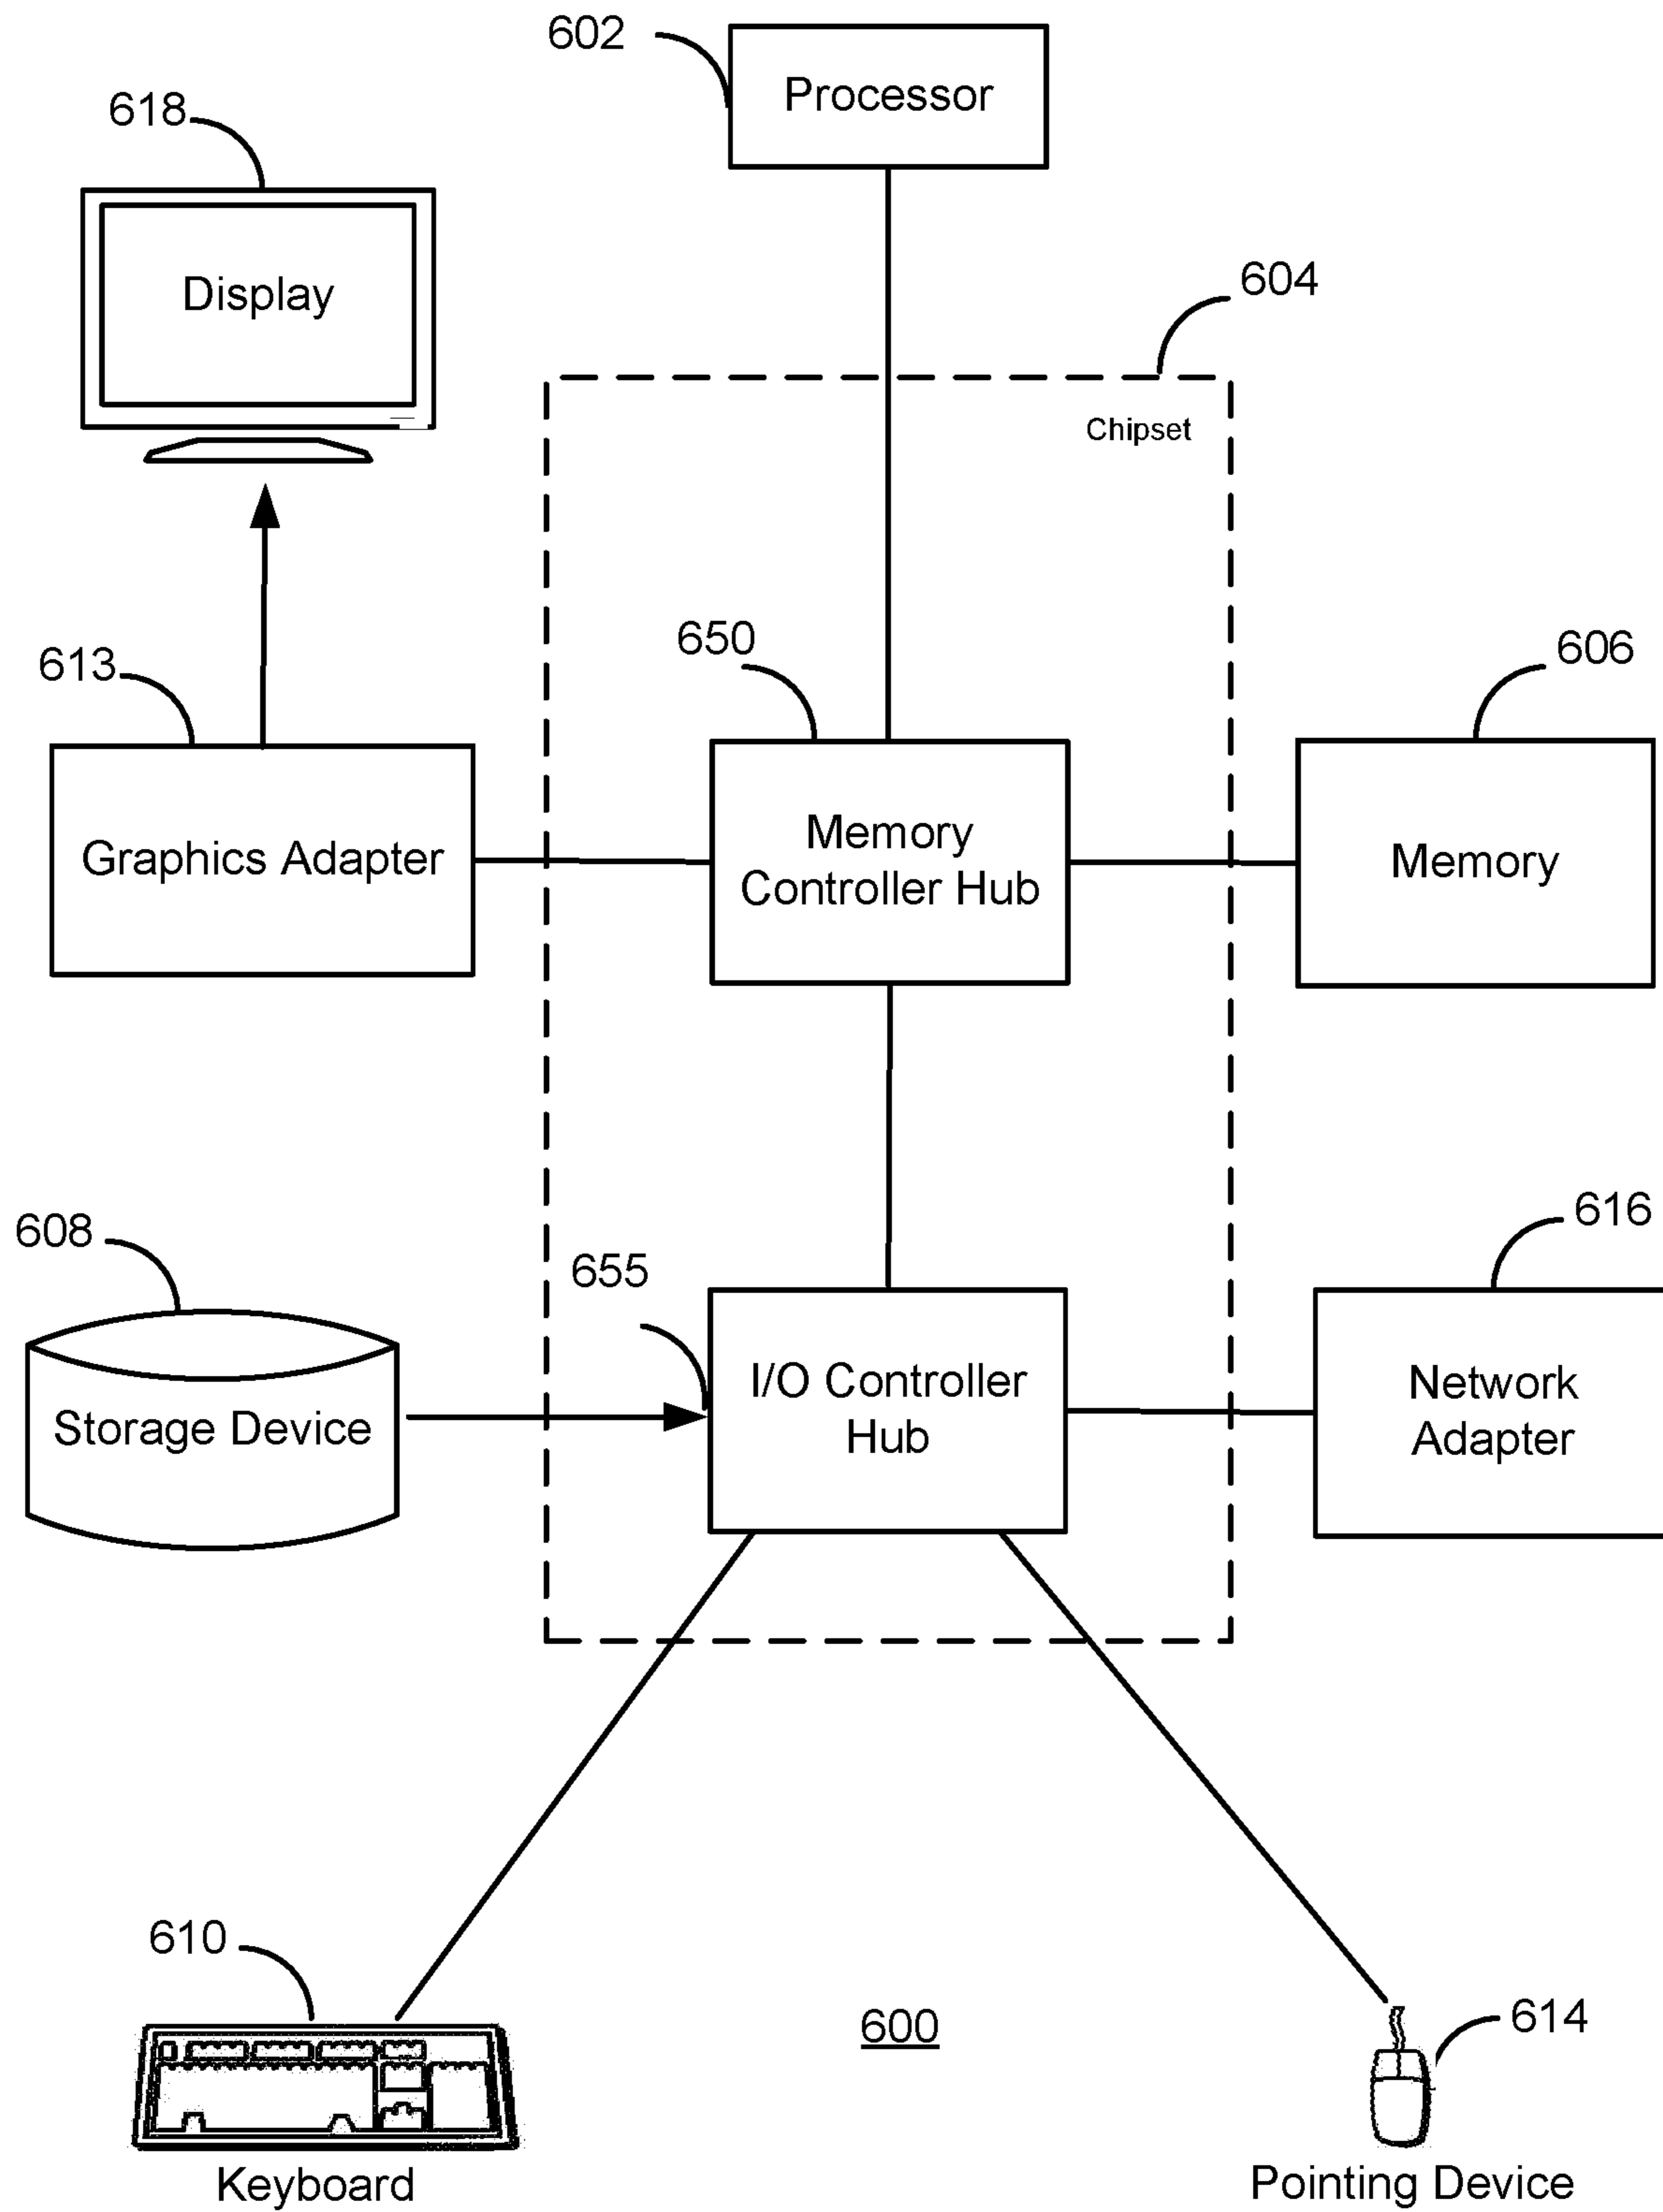 602
Processor
618
Display
604
Chipset
650
613
606
Graphics Adapter
Memory
Controller Hub
Memory
608
655
616
Storage Device
I/O Controller
Hub
Network
Adapter
610
600
614
Keyboard
Pointing Device